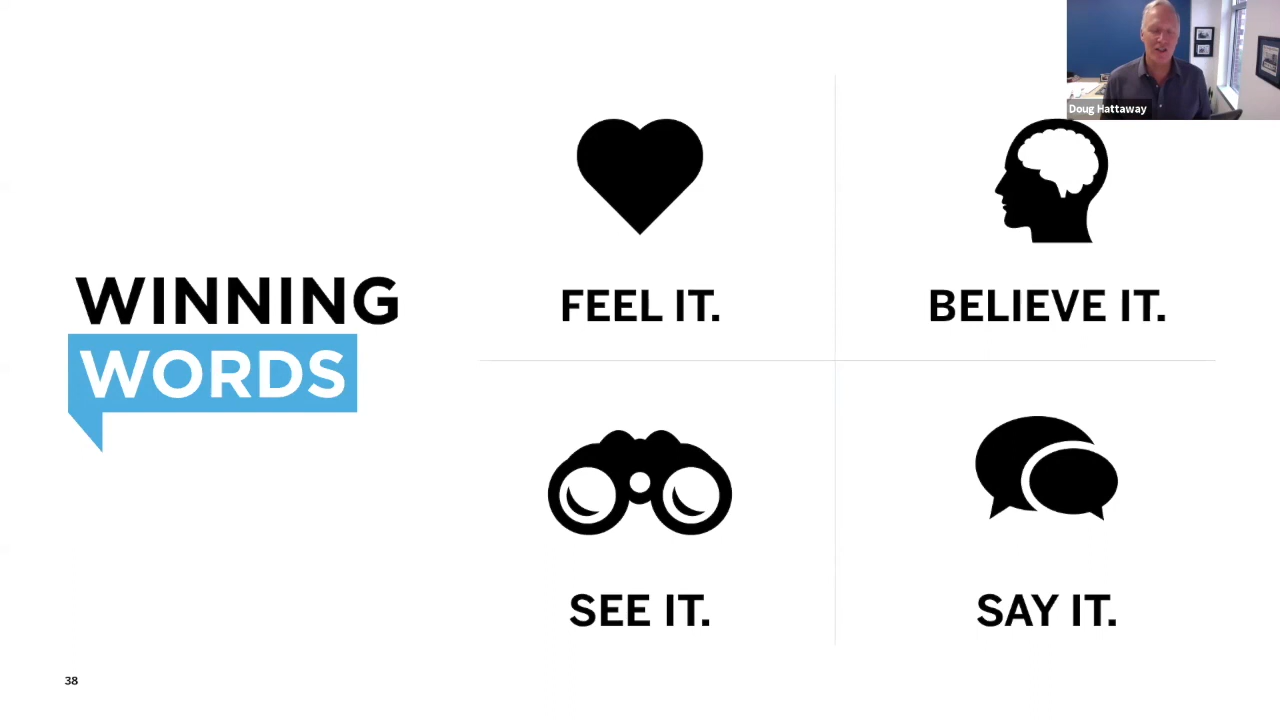 Doug Hattaway
WINNING
WORDS
FEEL IT.
BELIEVE IT.
SEE IT.
SAY IT.
38